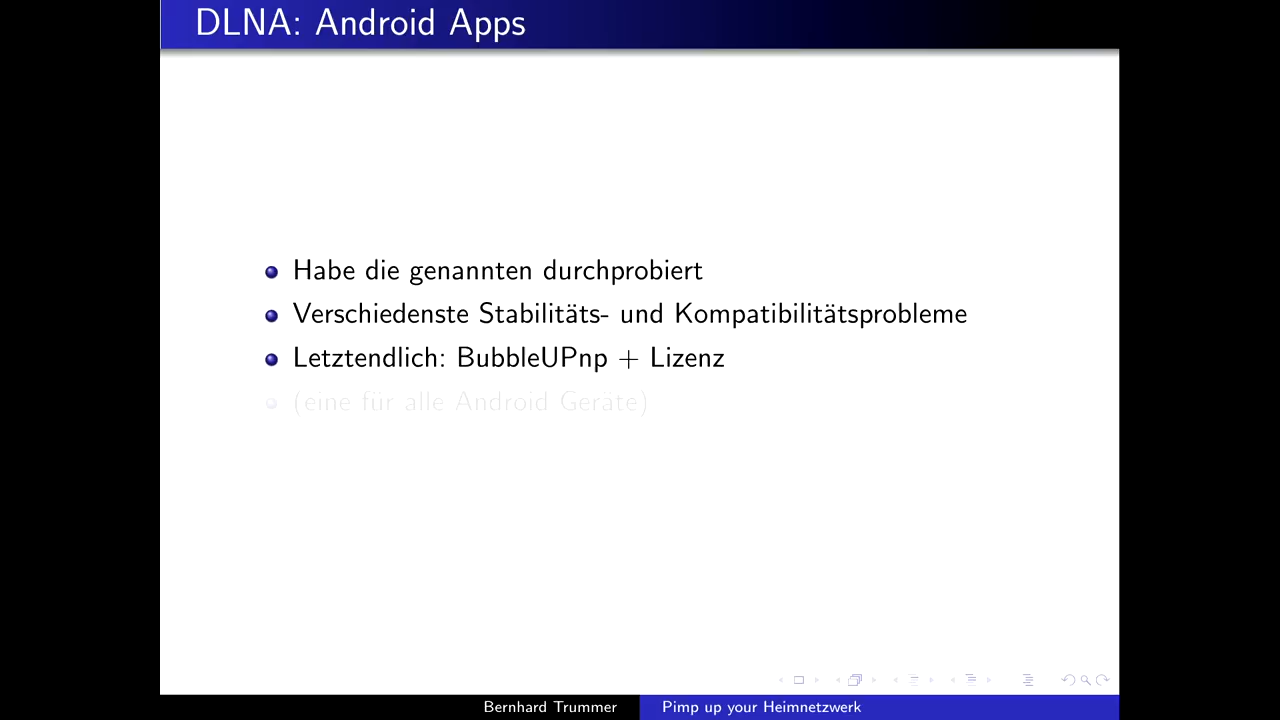 DLNA: Android Apps
Habe die genannten durchprobiert
Verschiedenste Stabilitäts- und Kompatibilitätsprobleme
Letztendlich: BubbleUPnp + Lizenz
(eine für alle Android Geräte)
Bernhard Trummer
Pimp up your Heimnetzwerk